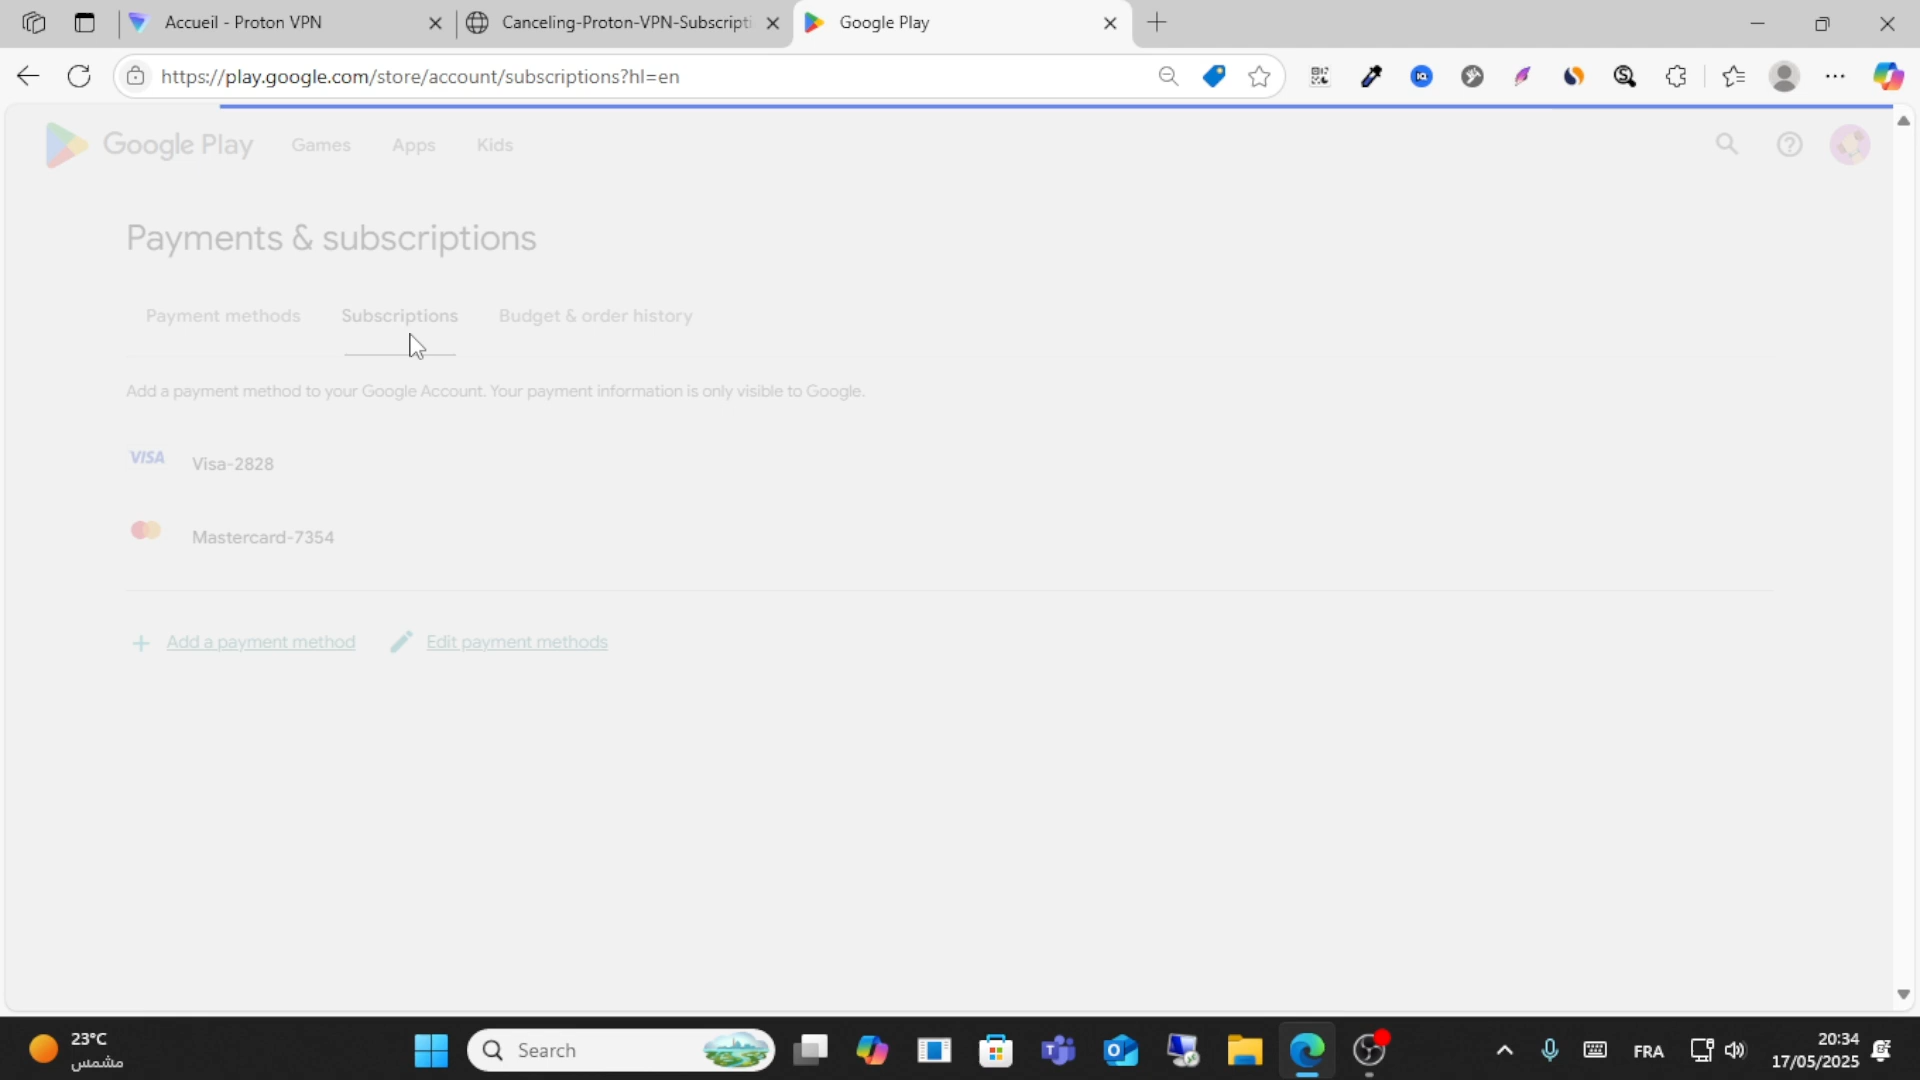 Accueil - Proton VPN
Canceling-Proton-VPN-Subscripti
Google Play
https://play.google.com/store/account/subscriptions?hl=en
Google Play
Games
Apps
Kids
Payments & subscriptions
Payment methods
Subscriptions
Budget & order history
Add a payment method to your Google Account. Your payment information is only visible to Google.
VISA
Visa-2828
Mastercard-7354
Add a payment method
Edit payment methods
23°C
مشمس
Search
FRA
20:34
17/05/2025